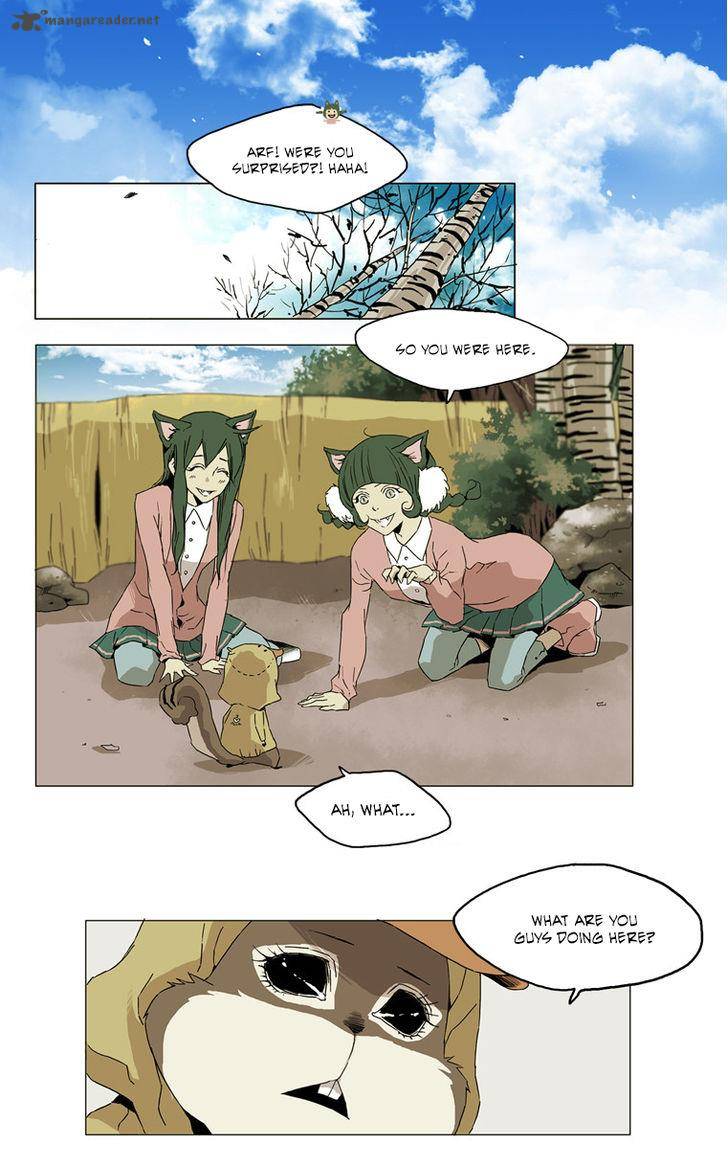 mangareader.net
ARF! WERE YOU
SURPRISED?! HAHA!
SO YOU WERE HERE.
AH, WHAT...
WHAT ARE YOU
GUYS DOING HERE?